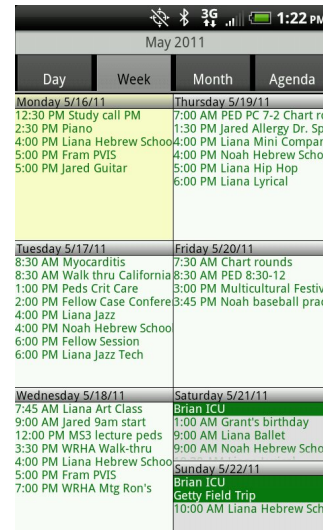 3G 1:22 PM
May 2011
Day Week Month Agenda
Monday 5/16/11
12:30 PM Study call PM
2:30 PM Piano
4:00 PM Liana Hebrew Schoo
5:00 PM Fram PVIS
5:00 PM Jared Guitar
Tuesday 5/17/11
8:30 AM Myocarditis
8:30 AM Walk thru California
1:00 PM Peds Crit Care
2:00 PM Fellow Case Confere
4:00 PM Liana Jazz
4:00 PM Noah Hebrew School
6:00 PM Fellow Session
6:00 PM Liana Jazz Tech
Wednesday 5/18/11
7:45 AM Liana Art Class
9:00 AM Jared 9am start
12:00 PM MS3 lecture peds
3:30 PM WRHA Walk-thru
4:00 PM Liana Hebrew Schoo
5:00 PM Fram PVIS
7:00 PM WRHA Mtg Ron's
Thursday 5/19/11
7:00 AM PED PC 7-2 Chart ro
1:30 PM Jared Allergy Dr. Sp
4:00 PM Liana Mini Compan
4:00 PM Noah Hebrew Scho
5:00 PM Liana Hip Hop
6:00 PM Liana Lyrical
Friday 5/20/11
7:30 AM Chart rounds
8:30 AM PED 8:30-12
3:00 PM Multicultural Festiv
3:45 PM Noah baseball prac
Saturday 5/21/11
Brian ICU
1:00 AM Grant's birthday
9:00 AM Liana Ballet
9:00 AM Noah Hebrew Scho
Sunday 5/22/11
Brian ICU
Getty Field Trip
10:00 AM Liana Hebrew Sch